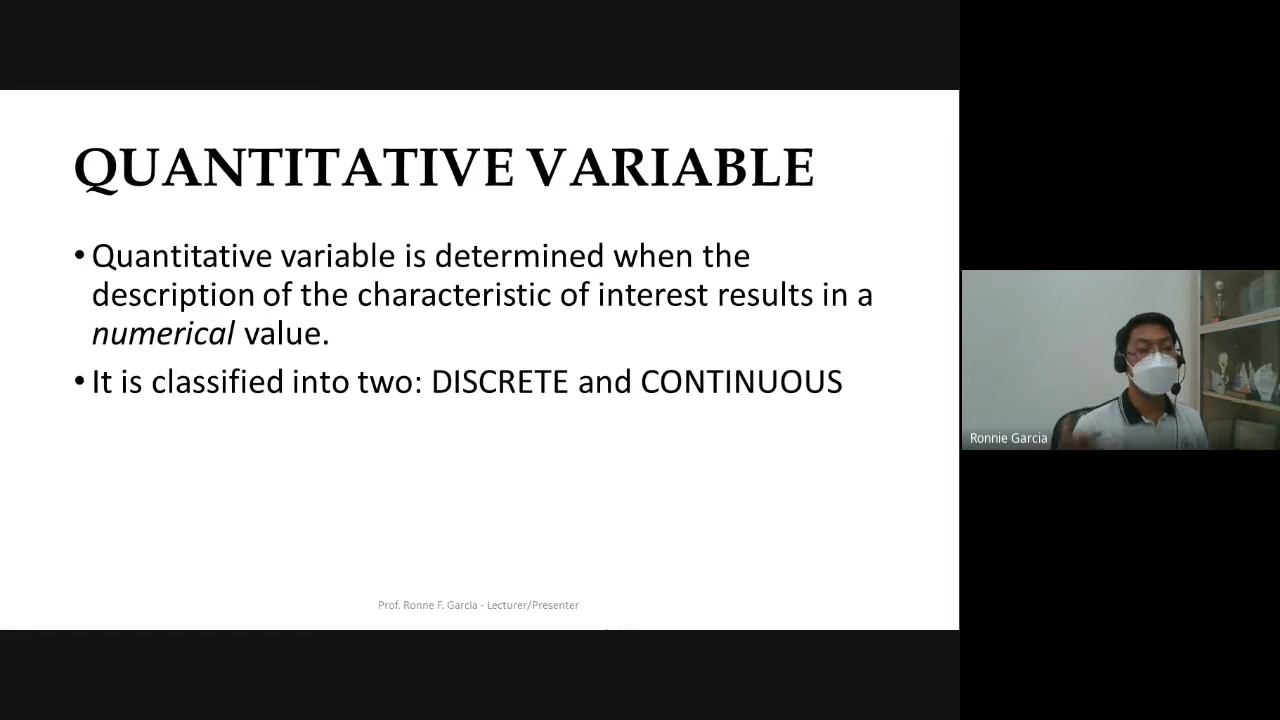 QUANTITATIVE VARIABLE
• Quantitative variable is determined when the
description of the characteristic of interest results in a
numerical value.
• It is classified into two: DISCRETE and CONTINUOUS
Prof. Ronne F. Garcia - Lecturer/Presenter
Ronnie Garcia